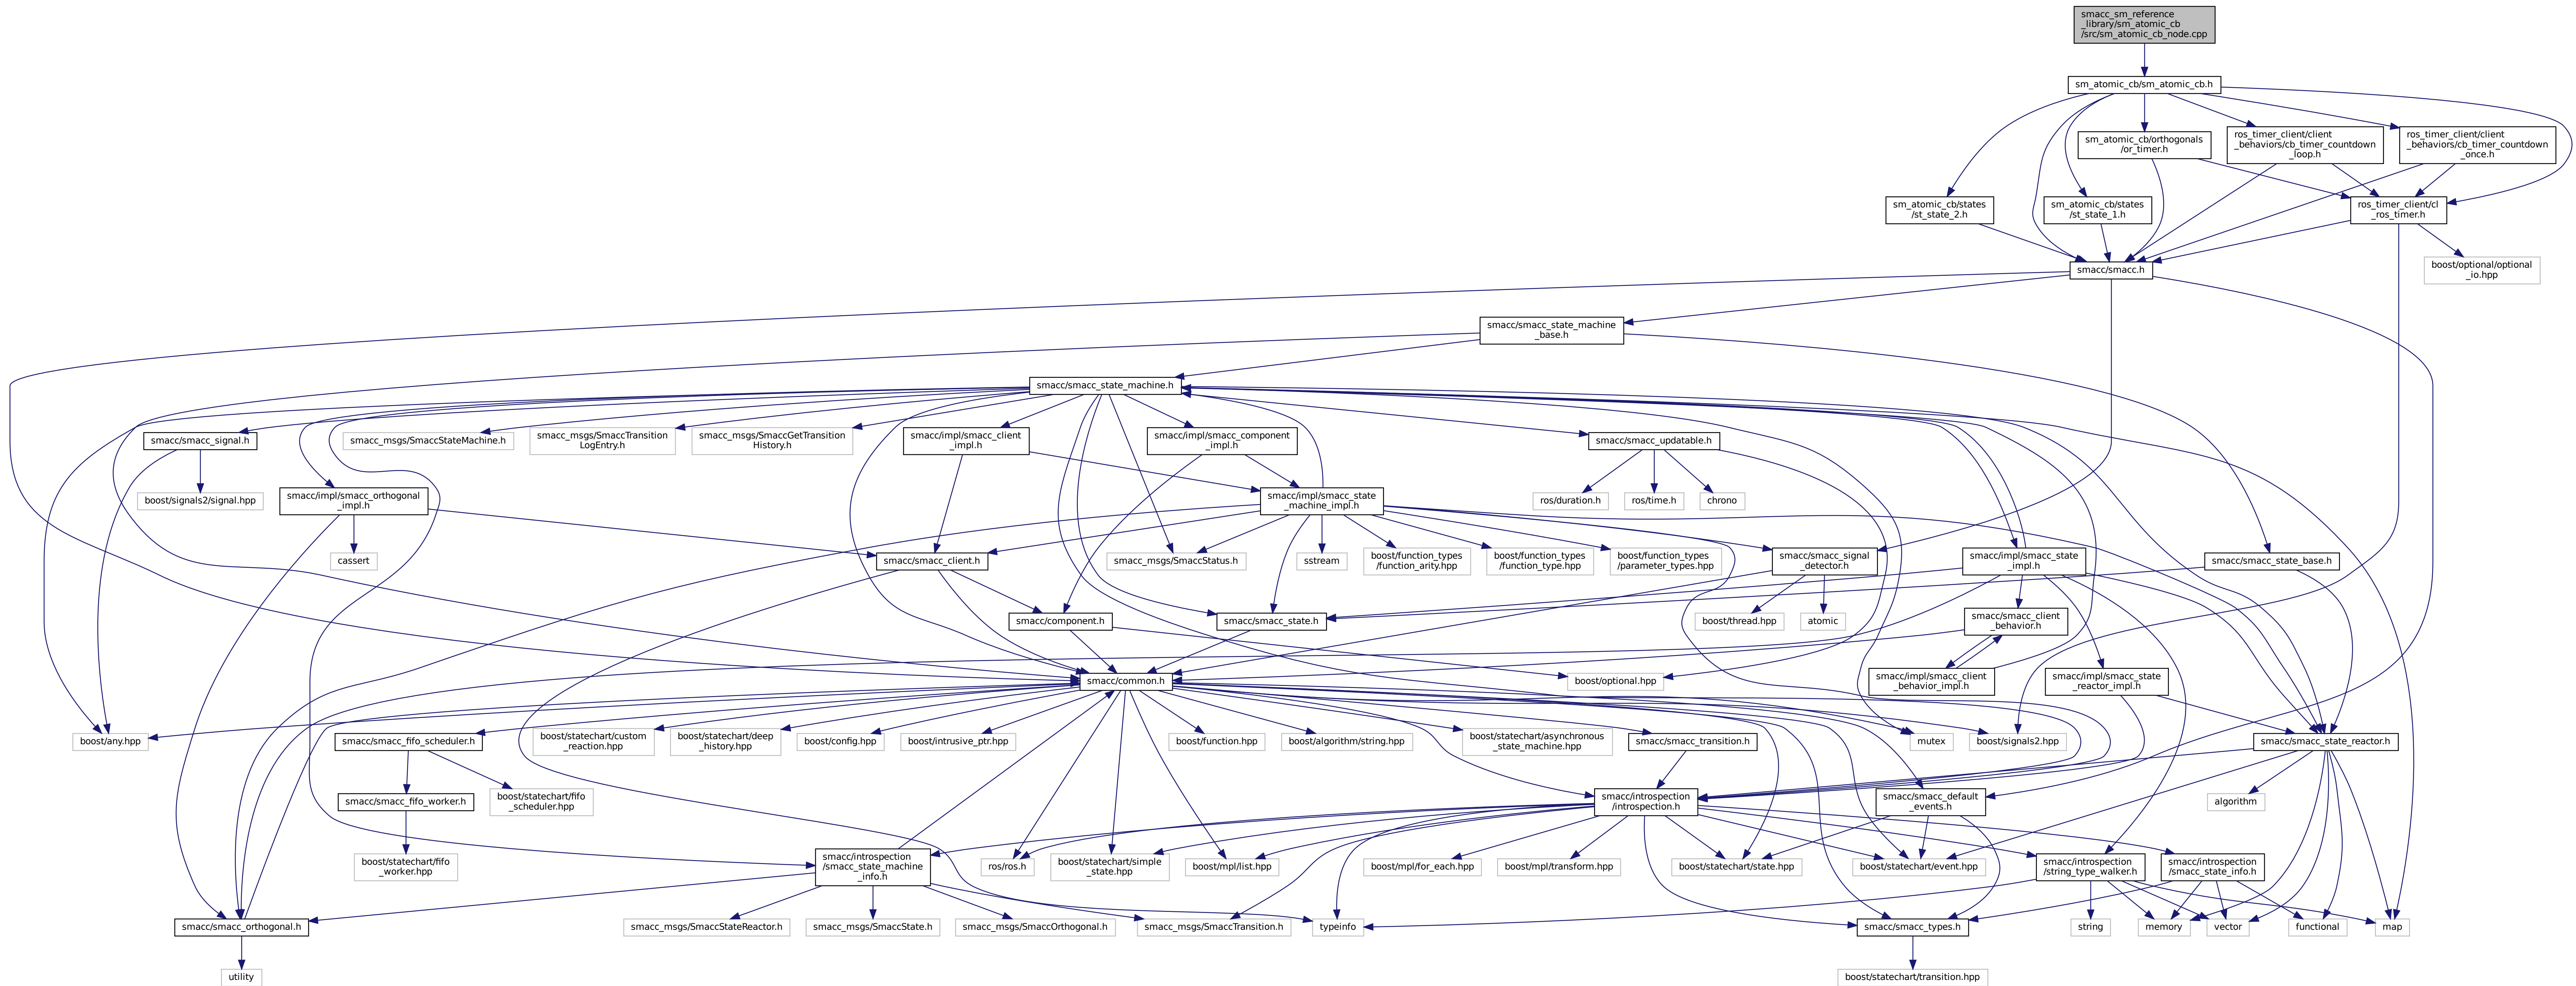 smacc_sm_reference
_library/sm_atomic_cb
/src/sm_atomic_cb_node.cpp
sm_atomic_cb/sm_atomic_cb.h
sm_atomic_cb/orthogonals
/or_timer.h
ros_timer_client/client
_behaviors/cb_timer_countdown
_loop.h
ros_timer_client/client
_behaviors/cb_timer_countdown
_once.h
sm_atomic_cb/states
/st_state_2.h
sm_atomic_cb/states
/st_state_1.h
ros_timer_client/cl
_ros_timer.h
smacc/smacc.h
boost/optional/optional
_io.hpp
smacc/smacc_state_machine
_base.h
smacc/smacc_state_machine.h
smacc/smacc_signal.h
smacc_msgs/SmaccStateMachine.h
smacc_msgs/SmaccTransition
LogEntry.h
smacc_msgs/SmaccGetTransition
History.h
smacc/impl/smacc_client
_impl.h
smacc/impl/smacc_component
_impl.h
smacc/smacc_updatable.h
boost/signals2/signal.hpp
smacc/impl/smacc_orthogonal
_impl.h
smacc/impl/smacc_state
_machine_impl.h
ros/duration.h
ros/time.h
chrono
cassert
smacc/smacc_client.h
smacc_msgs/SmaccStatus.h
sstream
boost/function_types
/function_arity.hpp
boost/function_types
/function_type.hpp
boost/function_types
/parameter_types.hpp
smacc/smacc_signal
_detector.h
smacc/impl/smacc_state
_impl.h
smacc/smacc_state_base.h
smacc/component.h
smacc/smacc_state.h
boost/thread.hpp
atomic
smacc/smacc_client
_behavior.h
smacc/common.h
boost/optional.hpp
smacc/impl/smacc_client
_behavior_impl.h
smacc/impl/smacc_state
_reactor_impl.h
boost/any.hpp
smacc/smacc_fifo_scheduler.h
boost/statechart/custom
_reaction.hpp
boost/statechart/deep
_history.hpp
boost/config.hpp
boost/intrusive_ptr.hpp
boost/function.hpp
boost/algorithm/string.hpp
boost/statechart/asynchronous
_state_machine.hpp
smacc/smacc_transition.h
mutex
boost/signals2.hpp
smacc/smacc_state_reactor.h
smacc/smacc_fifo_worker.h
boost/statechart/fifo
_scheduler.hpp
smacc/introspection
/introspection.h
smacc/smacc_default
_events.h
algorithm
boost/statechart/fifo
_worker.hpp
smacc/introspection
/smacc_state_machine
_info.h
ros/ros.h
boost/statechart/simple
_state.hpp
boost/mpl/list.hpp
boost/mpl/for_each.hpp
boost/mpl/transform.hpp
boost/statechart/state.hpp
boost/statechart/event.hpp
smacc/introspection
/string_type_walker.h
smacc/introspection
/smacc_state_info.h
smacc/smacc_orthogonal.h
smacc_msgs/SmaccStateReactor.h
smacc_msgs/SmaccState.h
smacc_msgs/SmaccOrthogonal.h
smacc_msgs/SmaccTransition.h
typeinfo
smacc/smacc_types.h
string
memory
vector
functional
map
utility
boost/statechart/transition.hpp